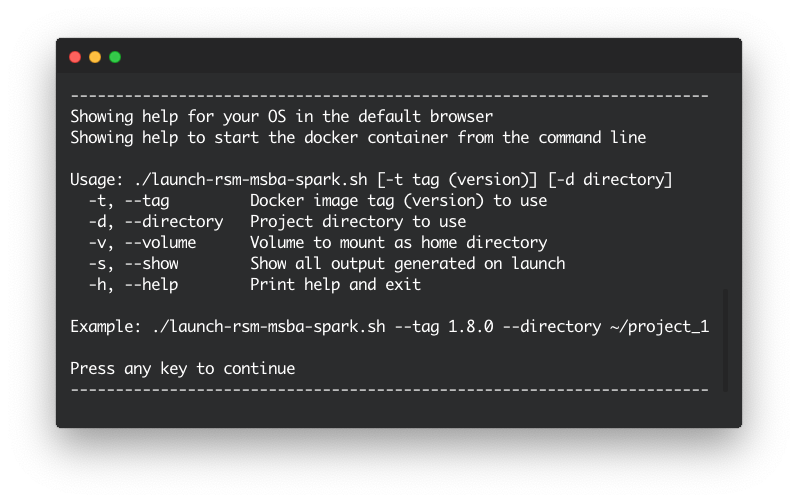 -----------------------------------------------------------------------
Showing help for your OS in the default browser
Showing help to start the docker container from the command line
Usage: ./launch-rsm-msba-spark.sh [-t tag (version)] [-d directory]
  -t, --tag         Docker image tag (version) to use
  -d, --directory   Project directory to use
  -v, --volume      Volume to mount as home directory
  -s, --show        Show all output generated on launch
  -h, --help        Print help and exit
Example: ./launch-rsm-msba-spark.sh --tag 1.8.0 --directory ~/project_1
Press any key to continue
-----------------------------------------------------------------------